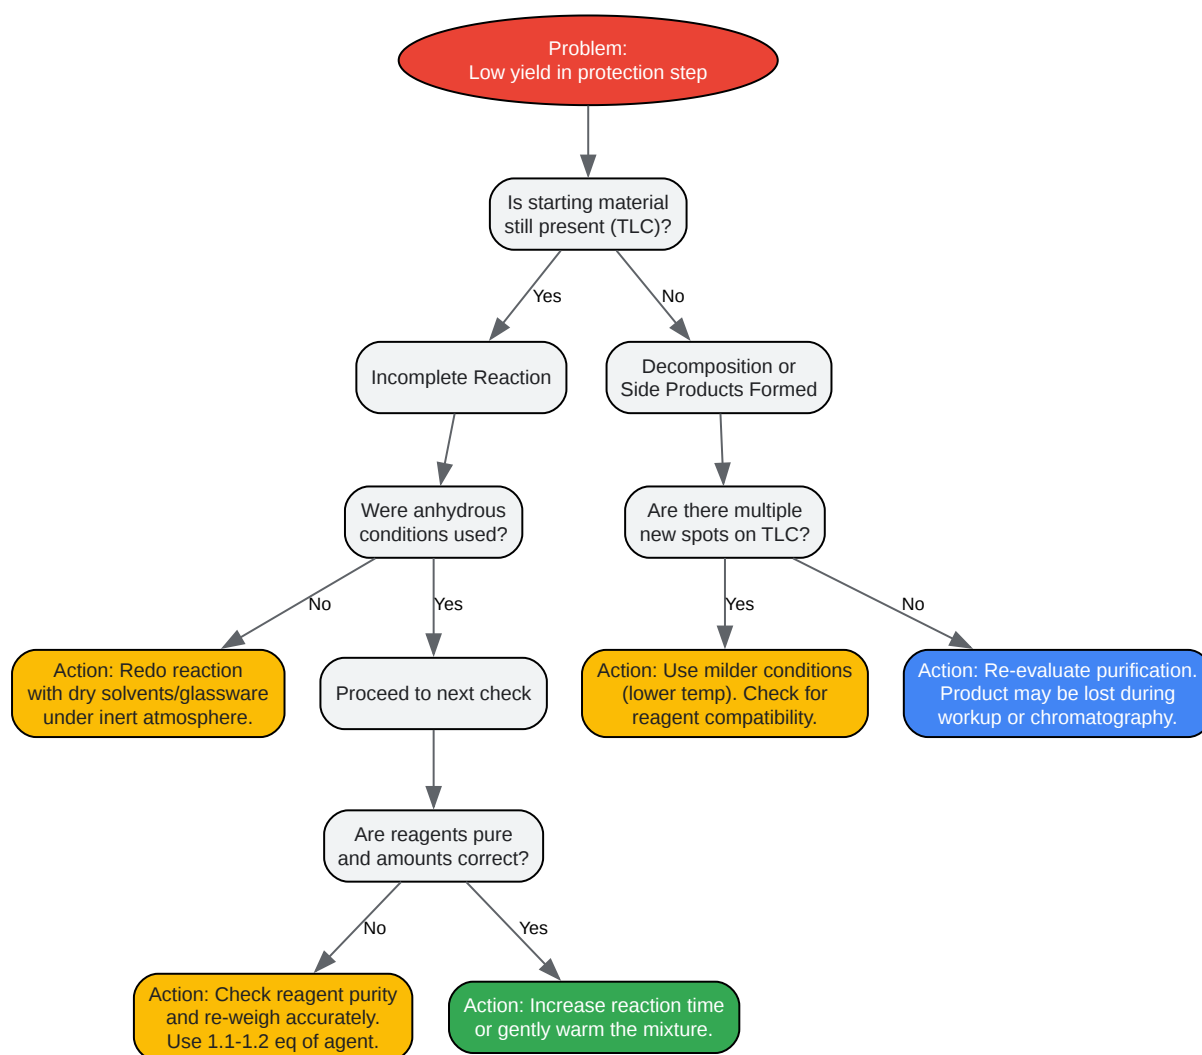 Problem:
Low yield in protection step
Is starting material
still present (TLC)?
Yes
No
Incomplete Reaction
Decomposition or
Side Products Formed
Were anhydrous
conditions used?
Are there multiple
new spots on TLC?
No
Yes
Yes
No
Action: Redo reaction
with dry solvents/glassware
under inert atmosphere.
Proceed to next check
Action: Use milder conditions
(lower temp). Check for
reagent compatibility.
Action: Re-evaluate purification.
Product may be lost during
workup or chromatography.
Are reagents pure
and amounts correct?
No
Yes
Action: Check reagent purity
and re-weigh accurately.
Use 1.1-1.2 eq of agent.
Action: Increase reaction time
or gently warm the mixture.